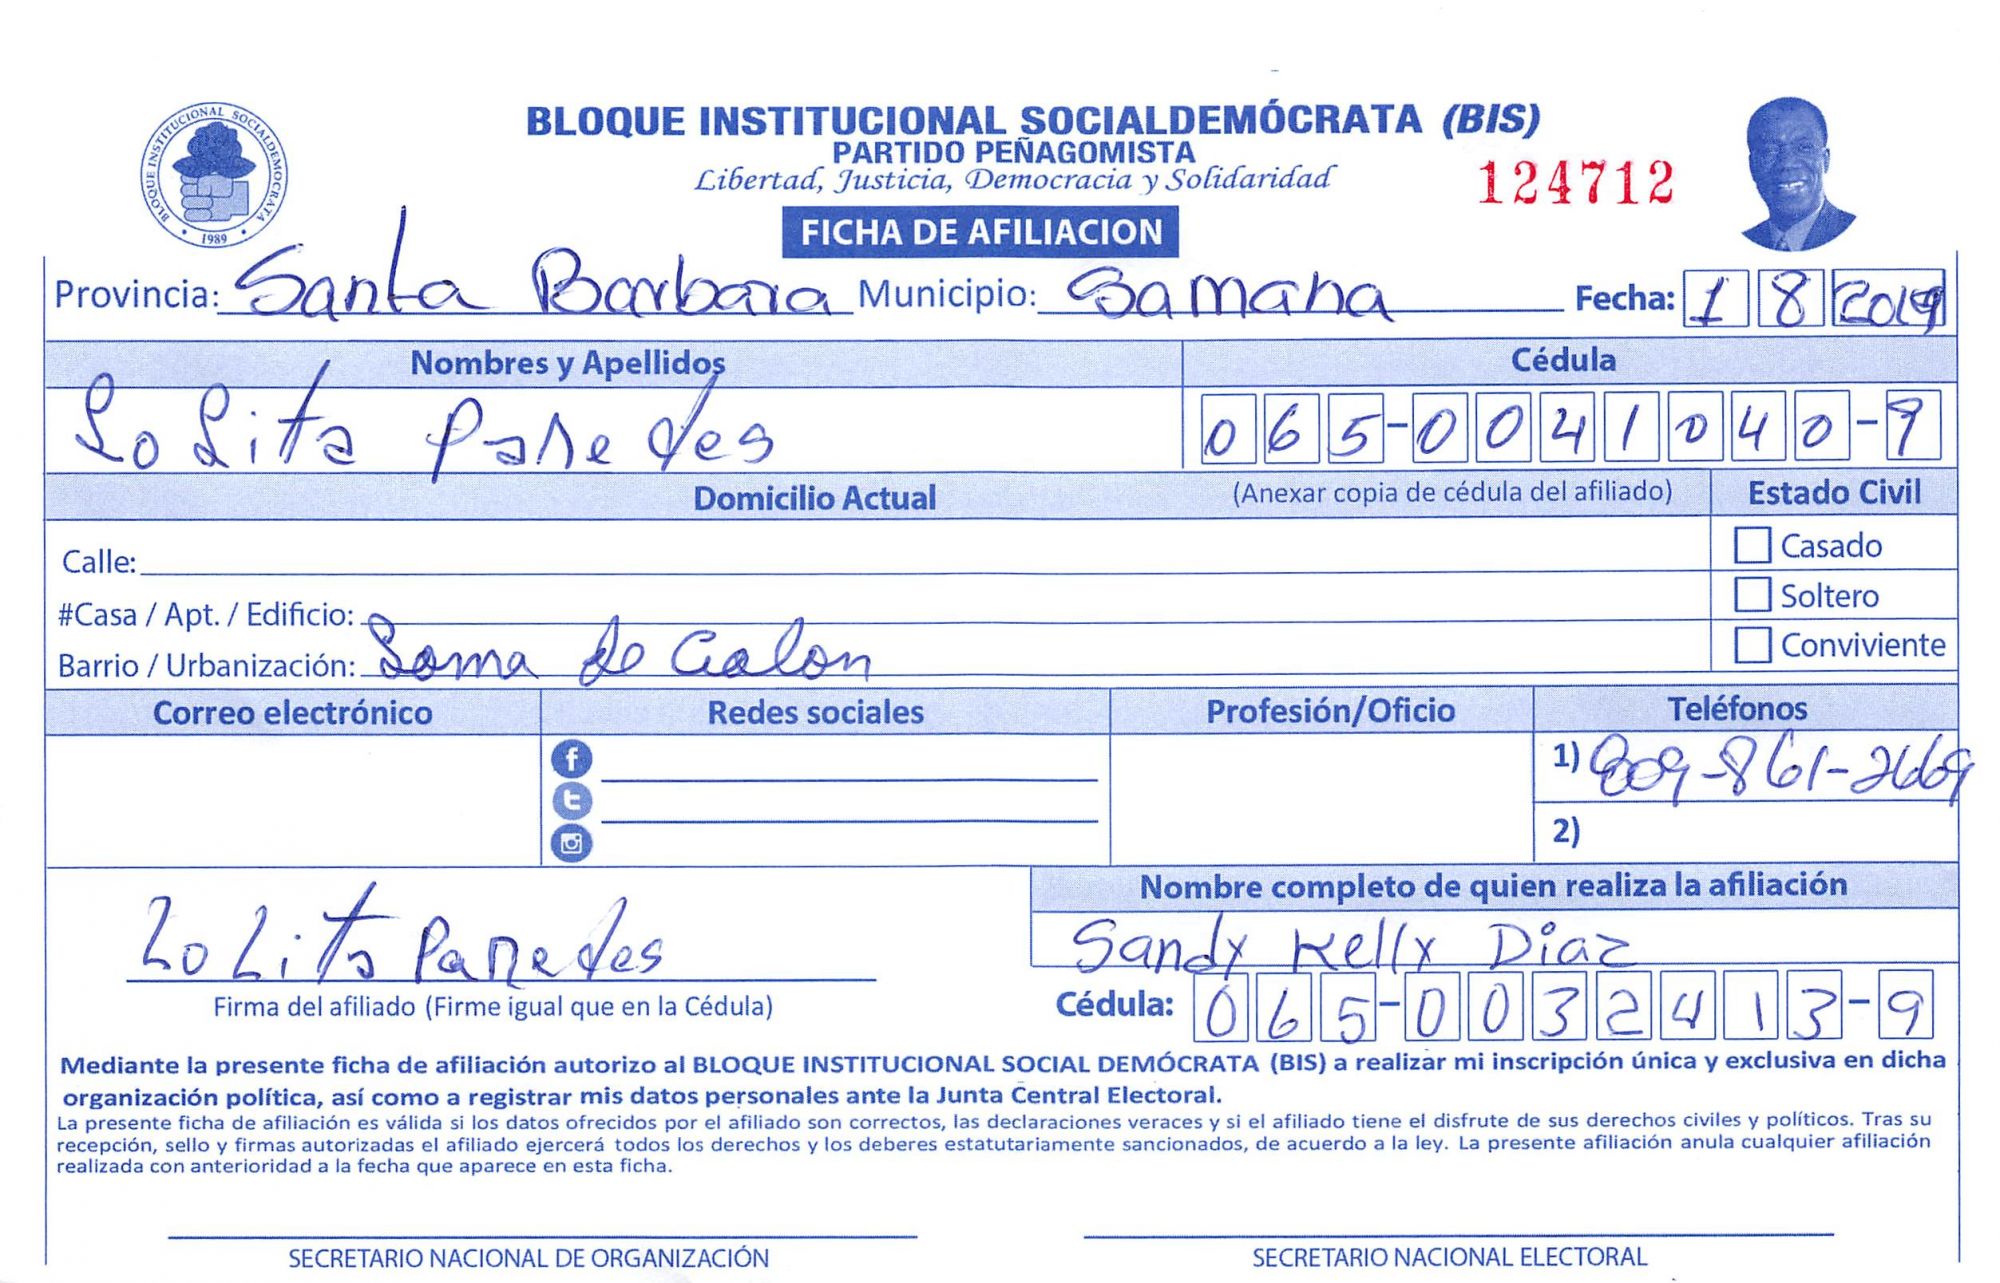 BLOQUE INSTITUCIONAL SOCIALDEMOCRATA
1989
BLOQUE INSTITUCIONAL SOCIALDEMÓCRATA (BIS)
PARTIDO PEÑAGOMISTA
Libertad, Justicia, Democracia y Solidaridad
124712
FICHA DE AFILIACION
Provincia: Santa Barbara Municipio: Samana Fecha: 1 8 2019
Nombres y Apellidos Cédula
LoLita Paredes 065-0041040-9
Domicilio Actual (Anexar copia de cédula del afiliado) Estado Civil
Calle: Casado
#Casa / Apt. / Edificio: Soltero
Barrio / Urbanización: Loma de Calon Conviviente
Correo electrónico Redes sociales Profesión/Oficio Teléfonos
1) 809-861-2669
2)
Nombre completo de quien realiza la afiliación
LoLita Paredes Sandy Kelly Diaz
Firma del afiliado (Firme igual que en la Cédula) Cédula: 065-0032413-9
Mediante la presente ficha de afiliación autorizo al BLOQUE INSTITUCIONAL SOCIAL DEMÓCRATA (BIS) a realizar mi inscripción única y exclusiva en dicha
organización política, así como a registrar mis datos personales ante la Junta Central Electoral.
La presente ficha de afiliación es válida si los datos ofrecidos por el afiliado son correctos, las declaraciones veraces y si el afiliado tiene el disfrute de sus derechos civiles y políticos. Tras su
recepción, sello y firmas autorizadas el afiliado ejercerá todos los derechos y los deberes estatutariamente sancionados, de acuerdo a la ley. La presente afiliación anula cualquier afiliación
realizada con anterioridad a la fecha que aparece en esta ficha.
SECRETARIO NACIONAL DE ORGANIZACIÓN SECRETARIO NACIONAL ELECTORAL